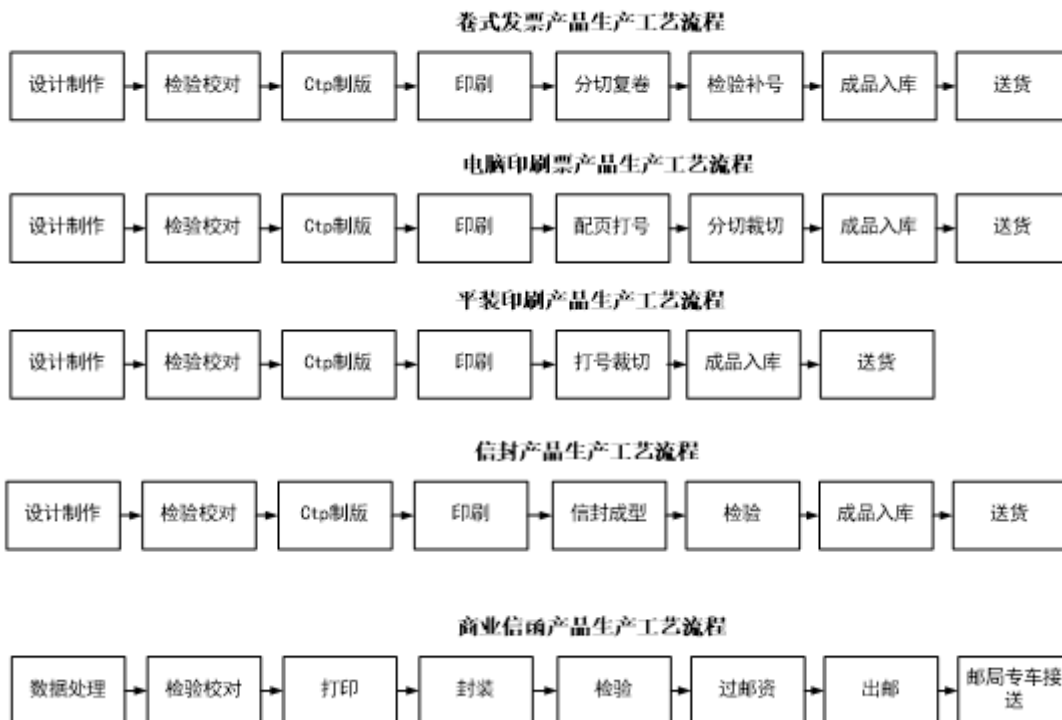 卷式发票产品生产工艺流程
设计制作 检验校对 Ctp制版 印刷 分切复卷 检验补号 成品入库 送货
电脑印刷票产品生产工艺流程
设计制作 检验校对 Ctp制版 印刷 配页打号 分切裁切 成品入库 送货
平装印刷产品生产工艺流程
设计制作 检验校对 Ctp制版 印刷 打号裁切 成品入库 送货
信封产品生产工艺流程
设计制作 检验校对 Ctp制版 印刷 信封成型 检验 成品入库 送货
商业信函产品生产工艺流程
数据处理 检验校对 打印 封装 检验 过邮资 出邮 邮局专车接
送